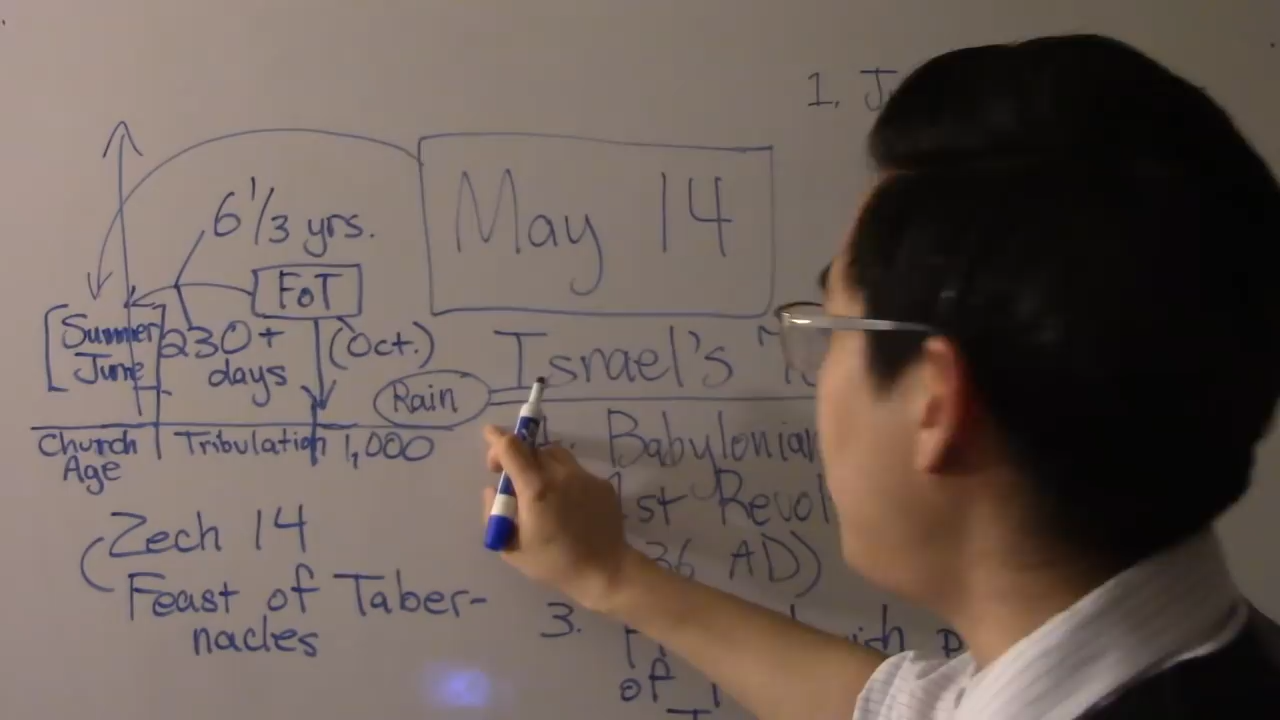 1.
May 14
6 1/3 yrs.
FoT
Summer
June
230+
days
(Oct.)
Rain
Church
Age
Tribulation
1,000
Zech 14
Feast of Taber-
nacles
Israel's
Babylonian
1st
36 AD)
3.
of